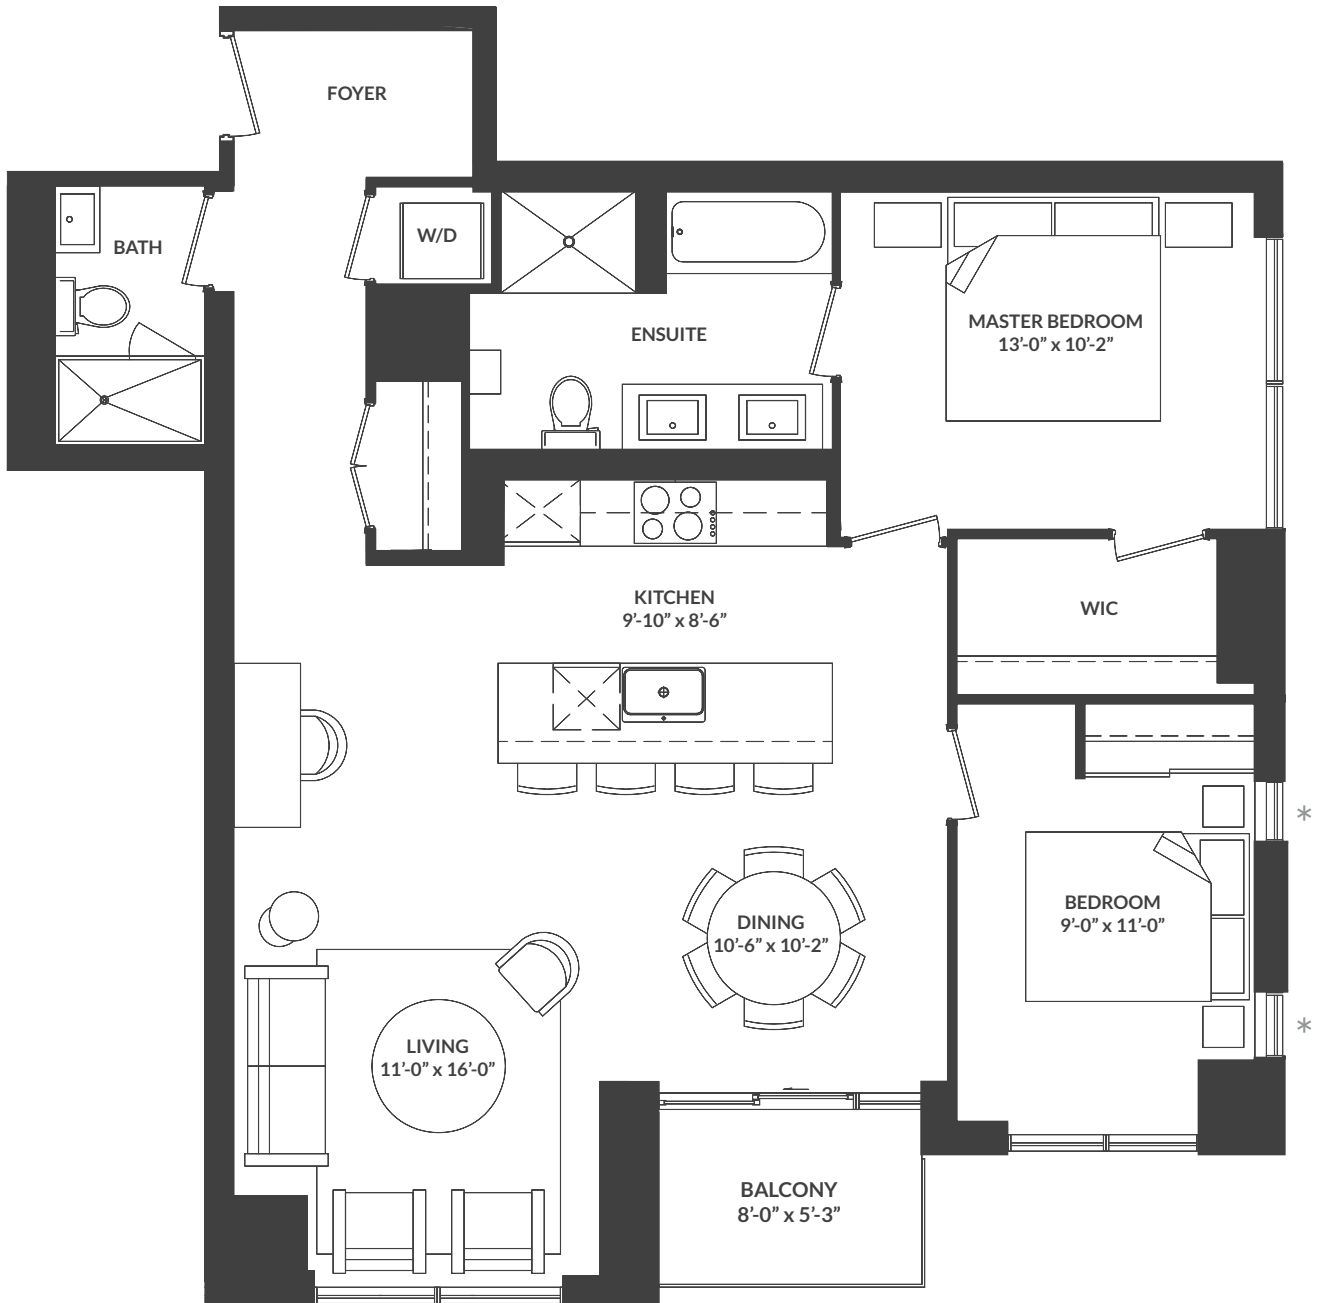 FOYER
BATH
W/D
ENSUITE
MASTER BEDROOM
13’-0” x 10’-2”
KITCHEN
9’-10” x 8’-6”
WIC
*
BEDROOM
9’-0” x 11’-0”
DINING
10’-6” x 10’-2”
*
LIVING
11’-0” x 16’-0”
BALCONY
8’-0” x 5’-3”